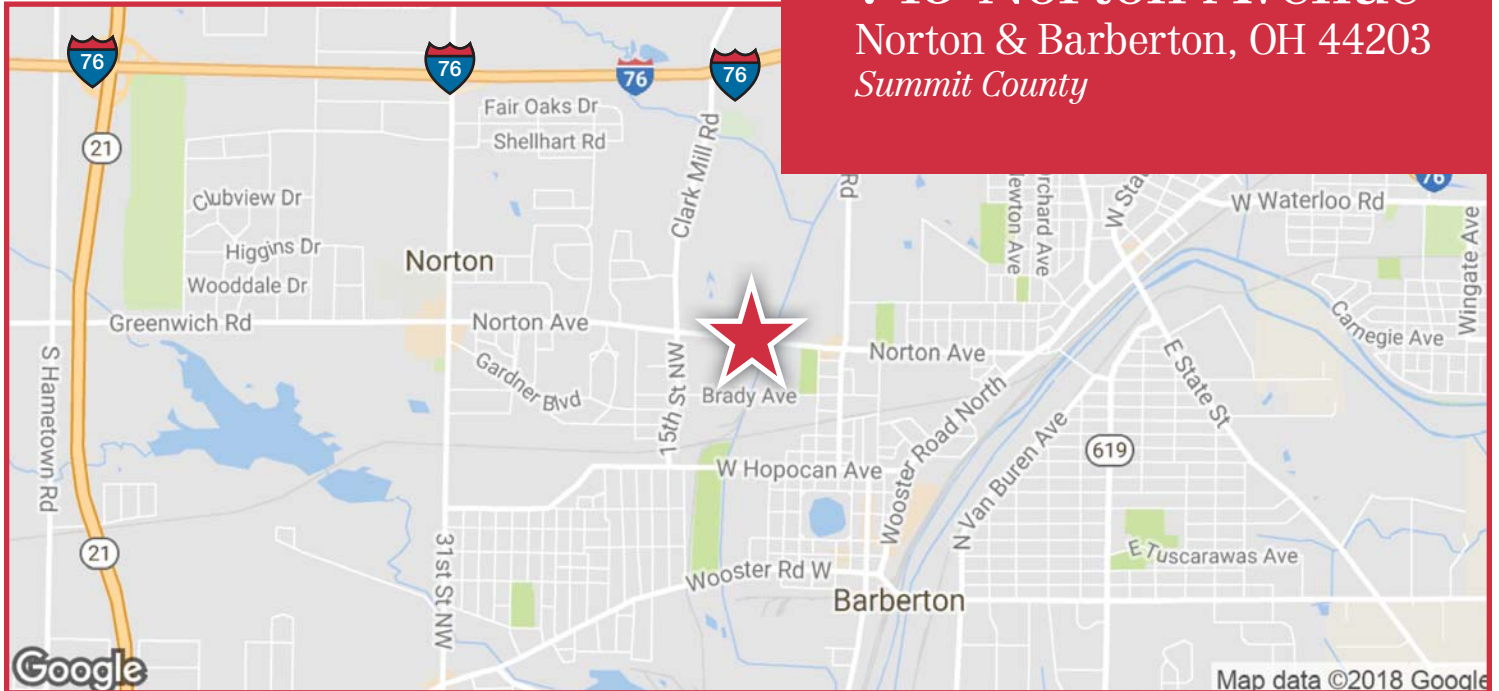 Norton Avenue
Norton & Barberton, OH 44203
Summit County
76
76
76
76
Fair Oaks Dr
Shellhart Rd
21
Clark Mill Rd
Rd
76
W Waterloo Rd
Clubview Dr
Higgins Dr
Norton
Wooddale Dr
Greenwich Rd
Norton Ave
Norton Ave
Carnegie Ave
Wingate Ave
S Hametown Rd
Gardner Blvd
15th St NW
Brady Ave
E State St
Wooster Road North
N Van Buren Ave
619
W Hopocan Ave
21
31st St NW
E Tuscarawas Ave
Wooster Rd W
Barberton
Google
Map data ©2018 Google